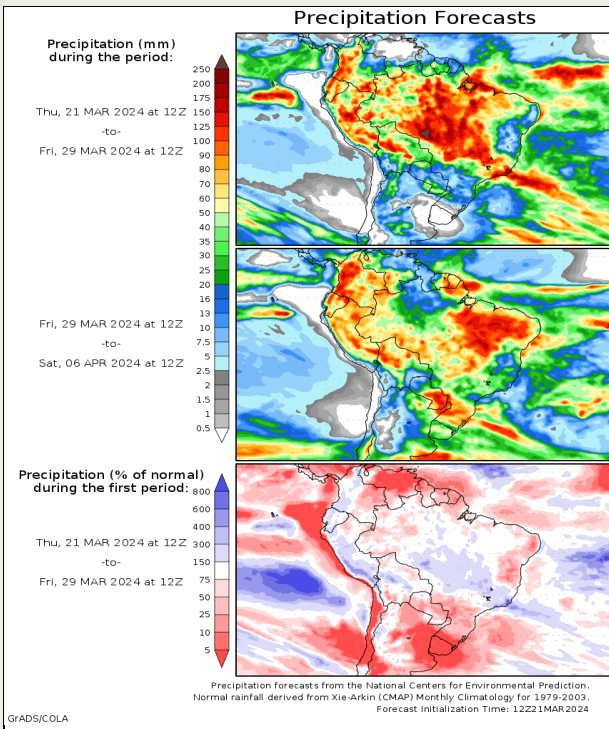 Precipitation Forecasts
Precipitation (mm)
during the period:
Thu, 21 MAR 2024 at 12Z
-to-
Fri, 29 MAR 2024 at 12Z
250
200
175
150
125
100
90
80
70
60
50
40
35
30
25
20
16
13
10
7.5
5
2.5
2
1.5
1
0.5
Fri, 29 MAR 2024 at 12Z
-to-
Sat, 06 APR 2024 at 12Z
Precipitation (% of normal)
during the first period:
Thu, 21 MAR 2024 at 12Z
-to-
Fri, 29 MAR 2024 at 12Z
800
600
400
300
150
75
50
25
10
5
Precipitation forecasts from the National Centers for Environmental Prediction.
Normal rainfall derived from Xie-Arkin (CMAP) Monthly Climatology for 1979-2003.
Forecast Initialization Time: 12Z21MAR2024
GrADS/COLA